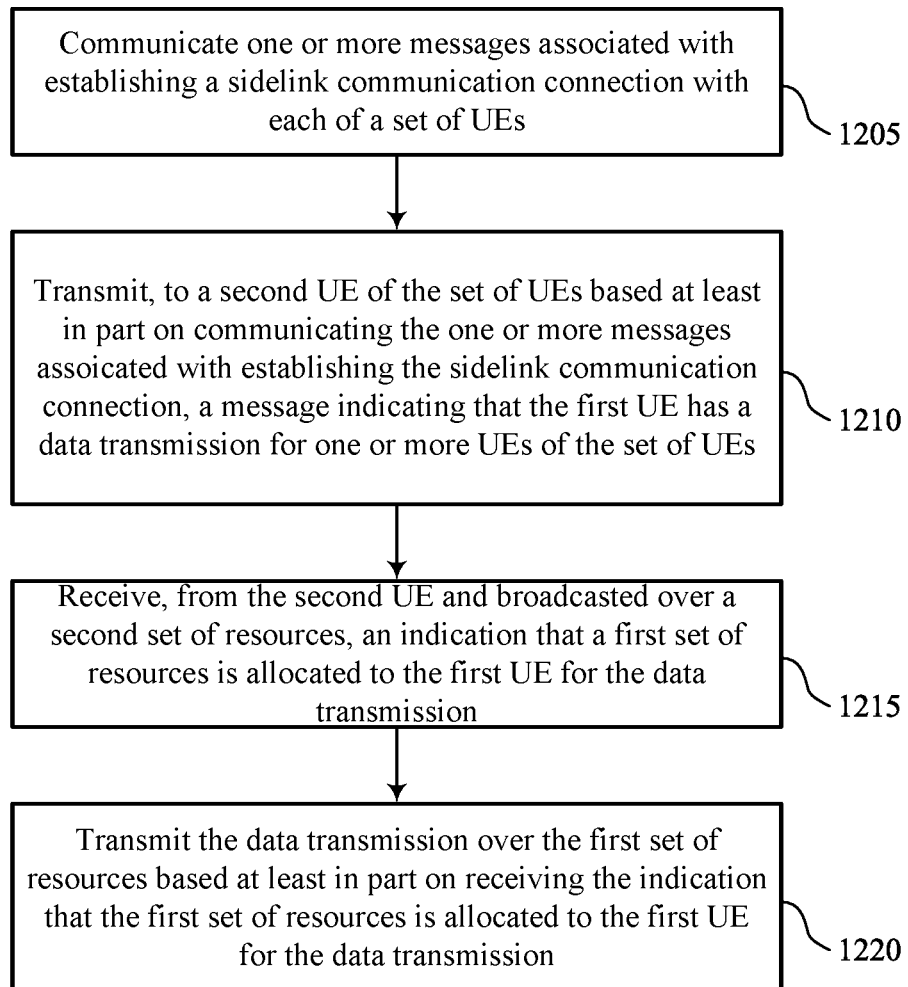 Communicate one or more messages associated with
establishing a sidelink communication connection with
each of a set of UEs
1205
Transmit, to a second UE of the set of UEs based at least
in part on communicating the one or more messages
assoicated with establishing the sidelink communication
connection, a message indicating that the first UE has a
data transmission for one or more UEs of the set of UEs
1210
Receive, from the second UE and broadcasted over a
second set of resources, an indication that a first set of
resources is allocated to the first UE for the data
transmission
1215
Transmit the data transmission over the first set of
resources based at least in part on receiving the indication
that the first set of resources is allocated to the first UE
for the data transmission
1220